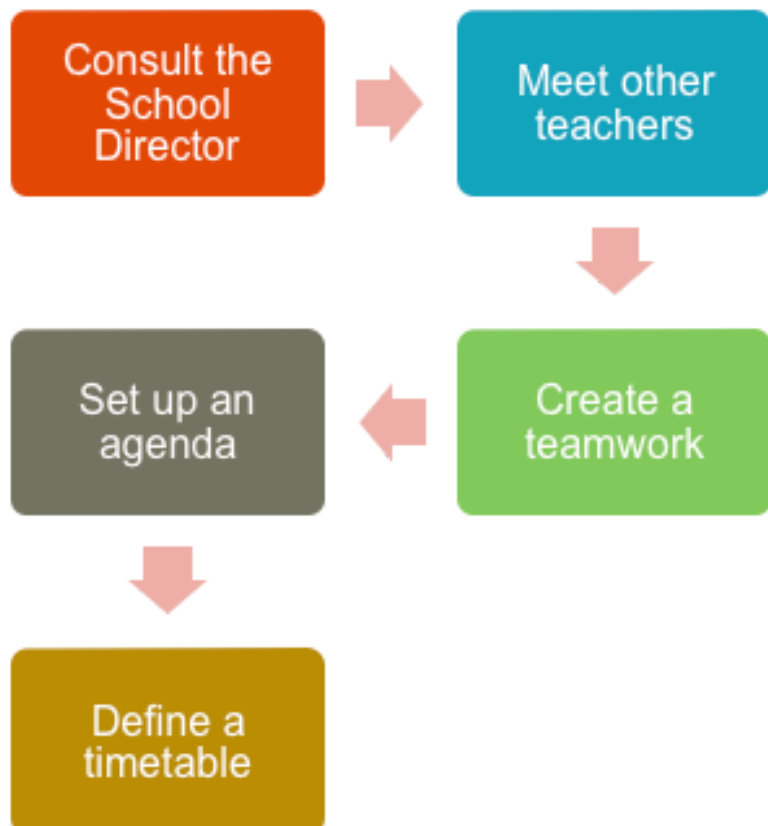 Consult the
School
Director
Meet other
teachers
Create a
teamwork
Set up an
agenda
Define a
timetable